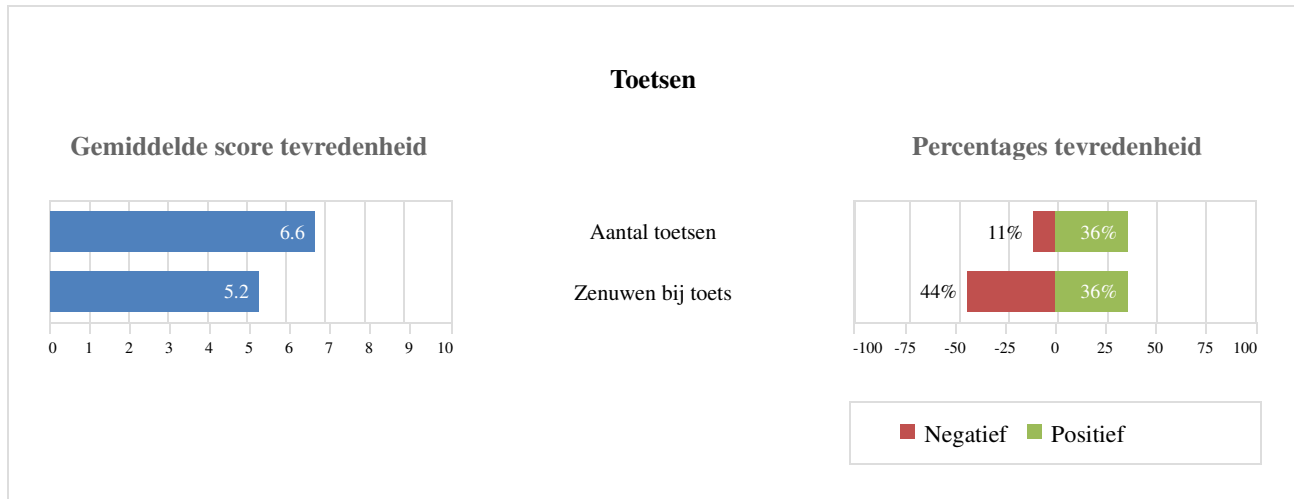 Toetsen
Gemiddelde score tevredenheid
Percentages tevredenheid
6.6
Aantal toetsen
11%
36%
5.2
Zenuwen bij toets
44%
36%
0 1 2 3 4 5 6 7 8 9 10
-100 -75 -50 -25 0 25 50 75 100
Negatief Positief